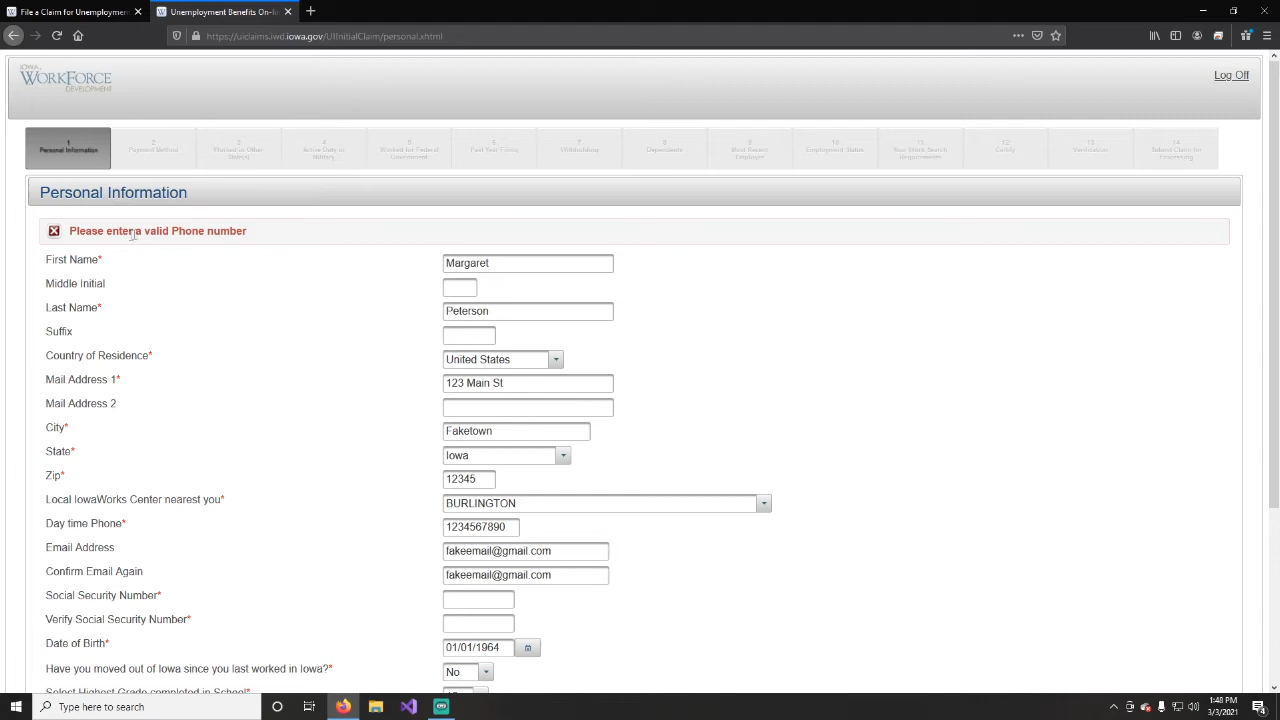 File a Claim for Unemploymen
Unemployment Benefits On-li
https://uiclaims.iwd.iowa.gov/UIInitialClaim/personal.xhtml
IOWA
WORKFORCE
DEVELOPMENT
Log Off
1
Personal Information
2
Payment Method
3
Worked in Other State(s)
4
Active Duty in Military
5
Worked for Federal Government
6
Past Year Filing
7
Withholding
8
Dependents
9
Most Recent Employer
10
Employment Status
11
Your Work Search Requirements
12
Certify
13
Verification
14
Submit Claim for Processing
Personal Information
Please enter a valid Phone number
First Name* Margaret
Middle Initial
Last Name* Peterson
Suffix
Country of Residence* United States
Mail Address 1* 123 Main St
Mail Address 2
City* Faketown
State* Iowa
Zip* 12345
Local IowaWorks Center nearest you* BURLINGTON
Day time Phone* 1234567890
Email Address fakeemail@gmail.com
Confirm Email Again fakeemail@gmail.com
Social Security Number*
Verify Social Security Number*
Date of Birth* 01/01/1964
Have you moved out of Iowa since you last worked in Iowa?* No
Select Highest Grade completed in School*
Type here to search
1:48 PM
3/3/2021